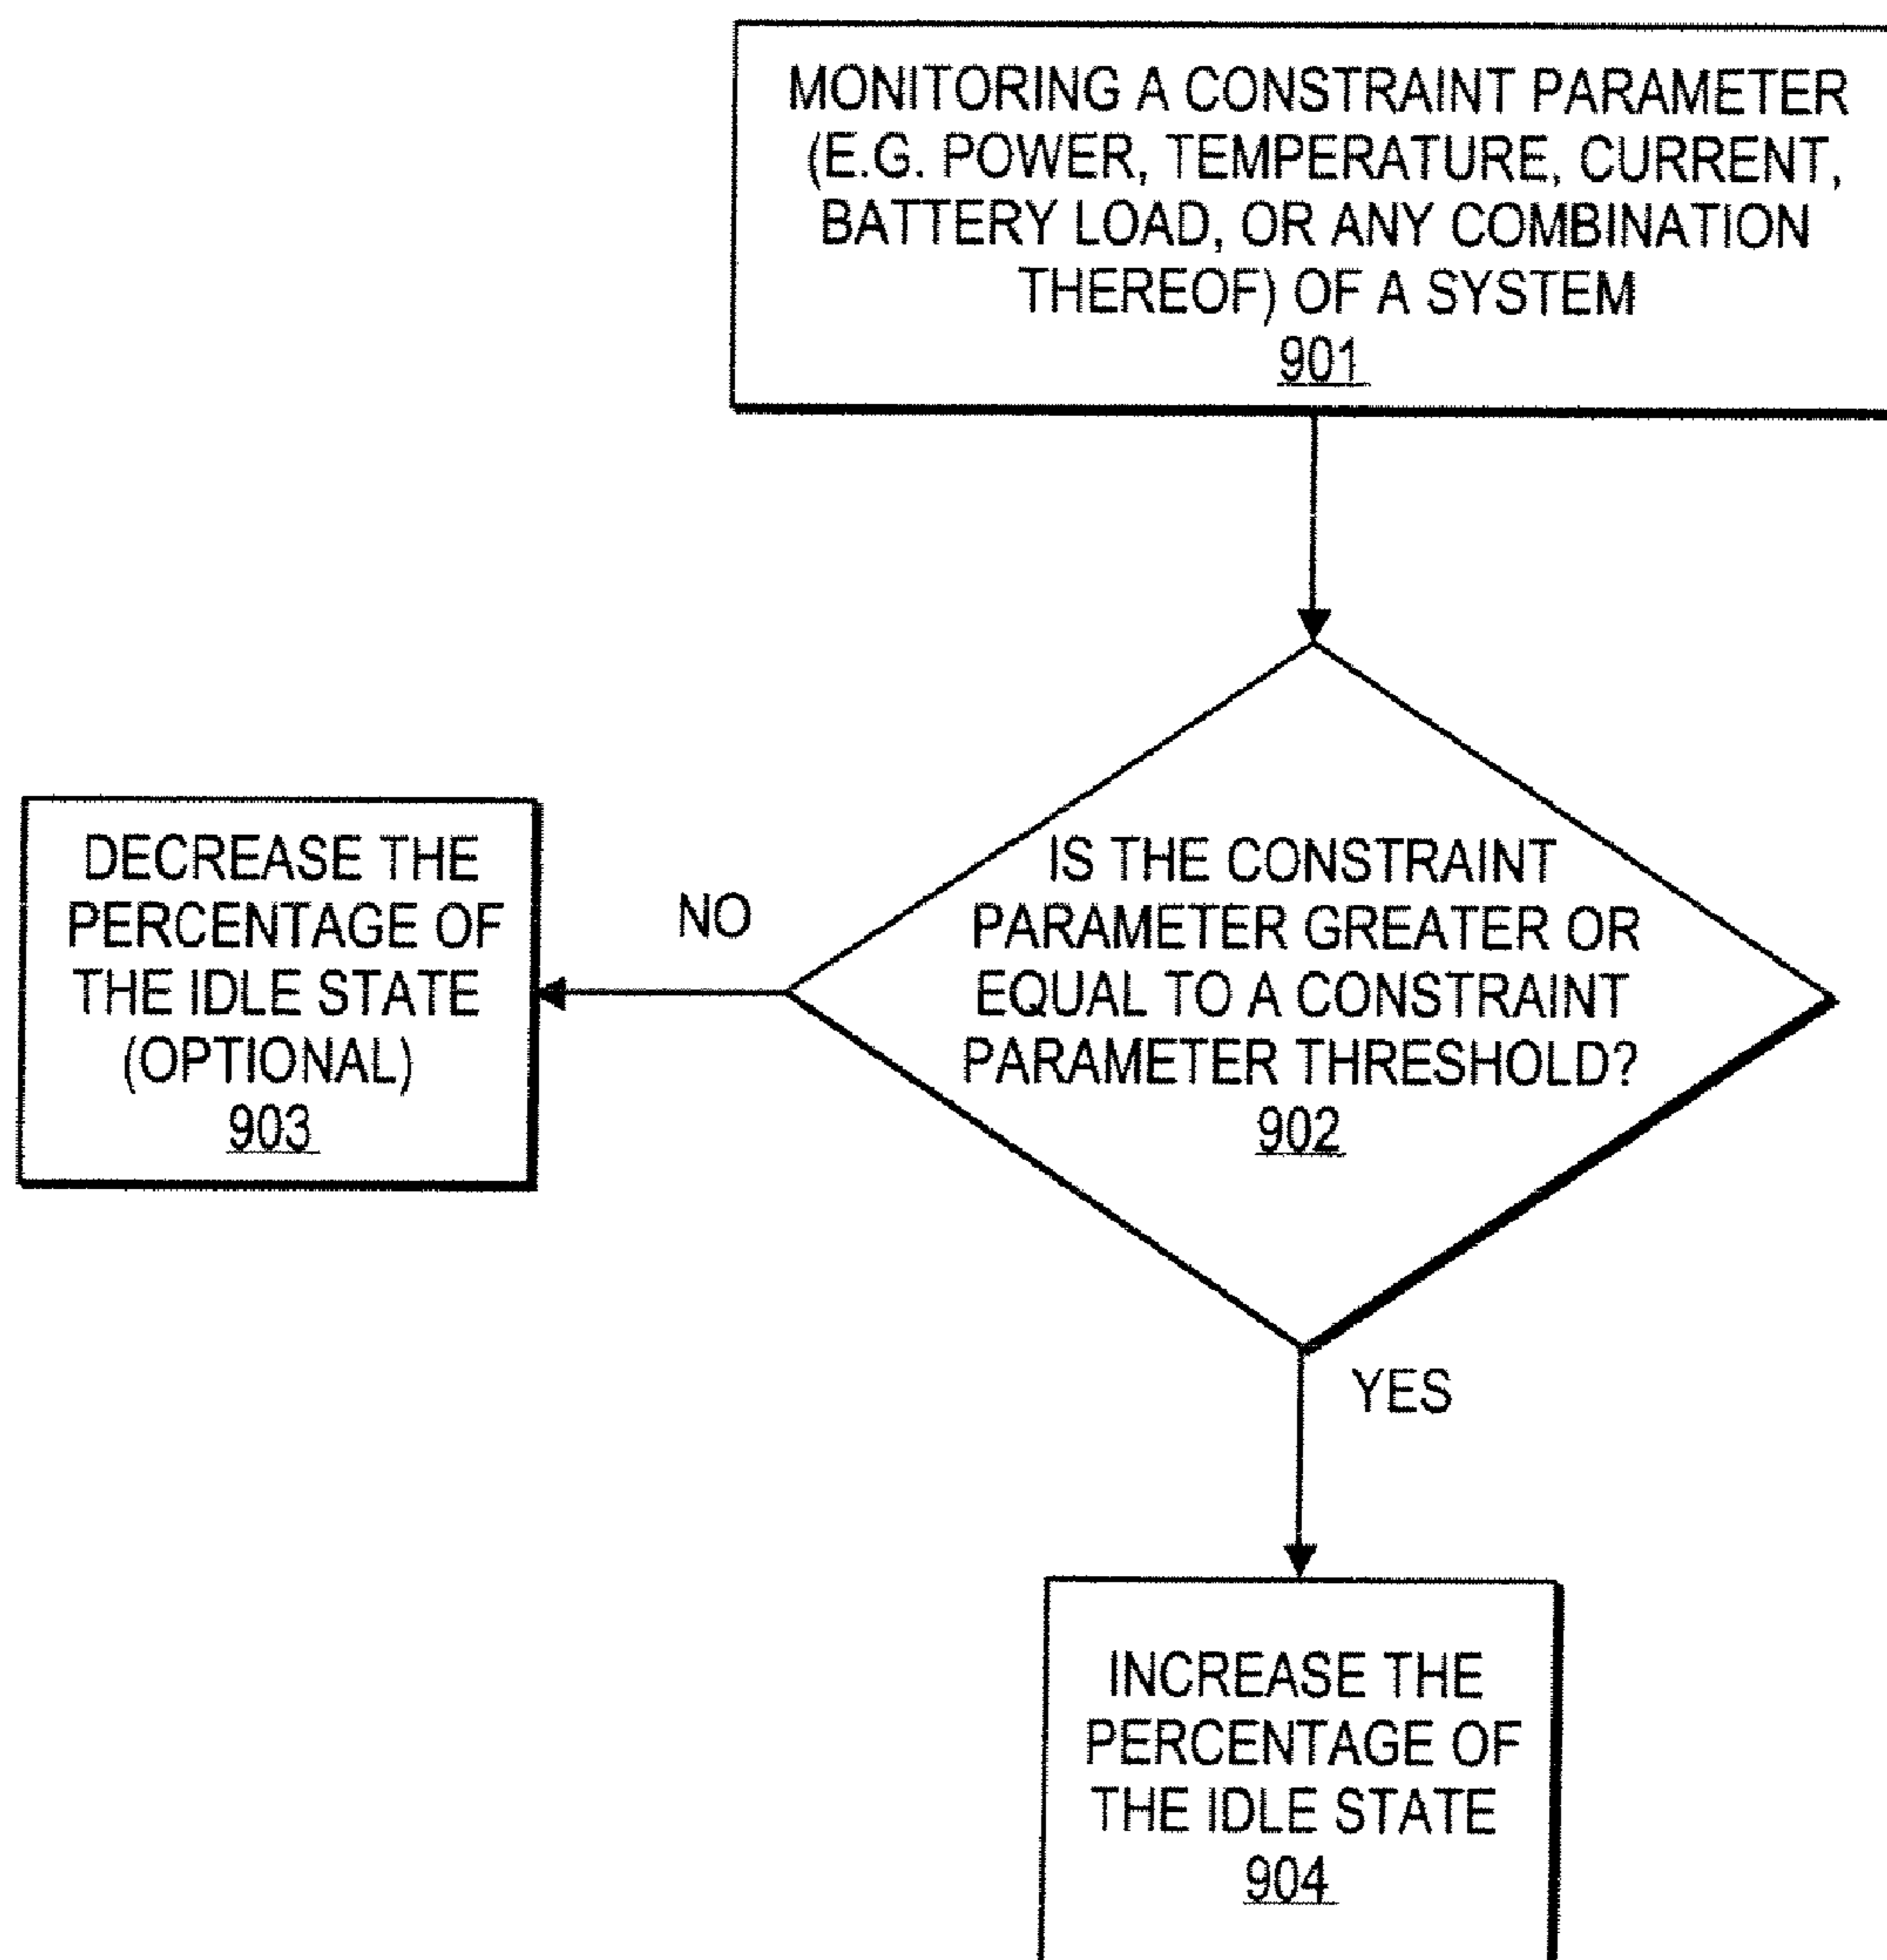 MONITORING A CONSTRAINT PARAMETER
(E.G. POWER, TEMPERATURE, CURRENT,
BATTERY LOAD, OR ANY COMBINATION
THEREOF) OF A SYSTEM
901
IS THE CONSTRAINT
PARAMETER GREATER OR
EQUAL TO A CONSTRAINT
PARAMETER THRESHOLD?
902
NO
DECREASE THE
PERCENTAGE OF
THE IDLE STATE
(OPTIONAL)
903
YES
INCREASE THE
PERCENTAGE OF
THE IDLE STATE
904